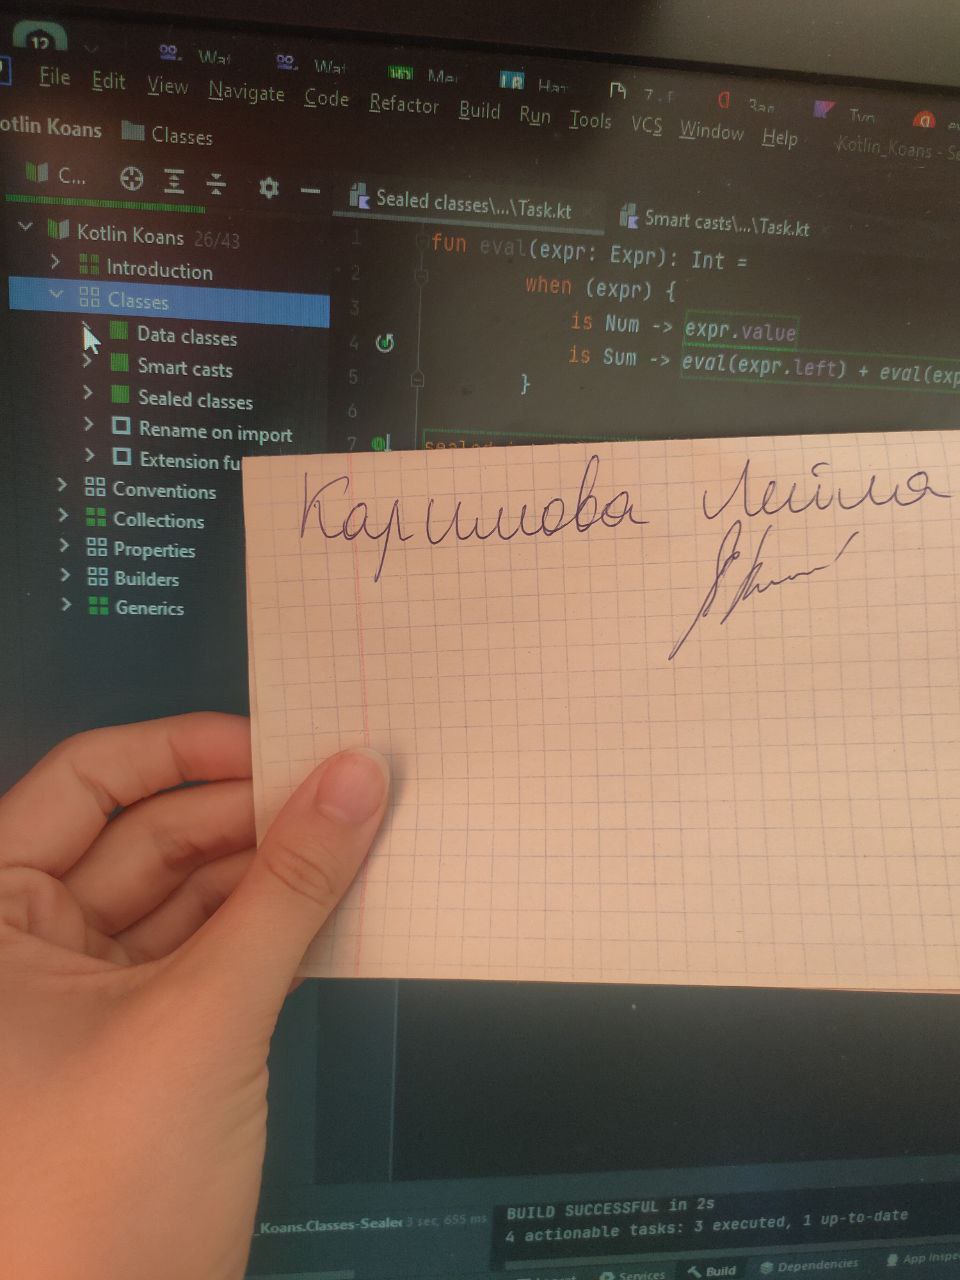 12
File Edit View Navigate Code Refactor Build Run Tools VCS Window Help Kotlin_Koans - Se
otlin Koans Classes
C...
Sealed classes\...\Task.kt Smart casts\...\Task.kt
Kotlin Koans 26/43
Introduction
Classes
Data classes
Smart casts
Sealed classes
Rename on import
Extension fu
Conventions
Collections
Properties
Builders
Generics
1 fun eval(expr: Expr): Int =
2 when (expr) {
3 is Num -> expr.value
4 is Sum -> eval(expr.left) + eval(exp
5 }
6
7
Каримова Лейла
_Koans.Classes-Sealed 3 sec, 655 ms
BUILD SUCCESSFUL in 2s
4 actionable tasks: 3 executed, 1 up-to-date
Services Build Dependencies App Inspe